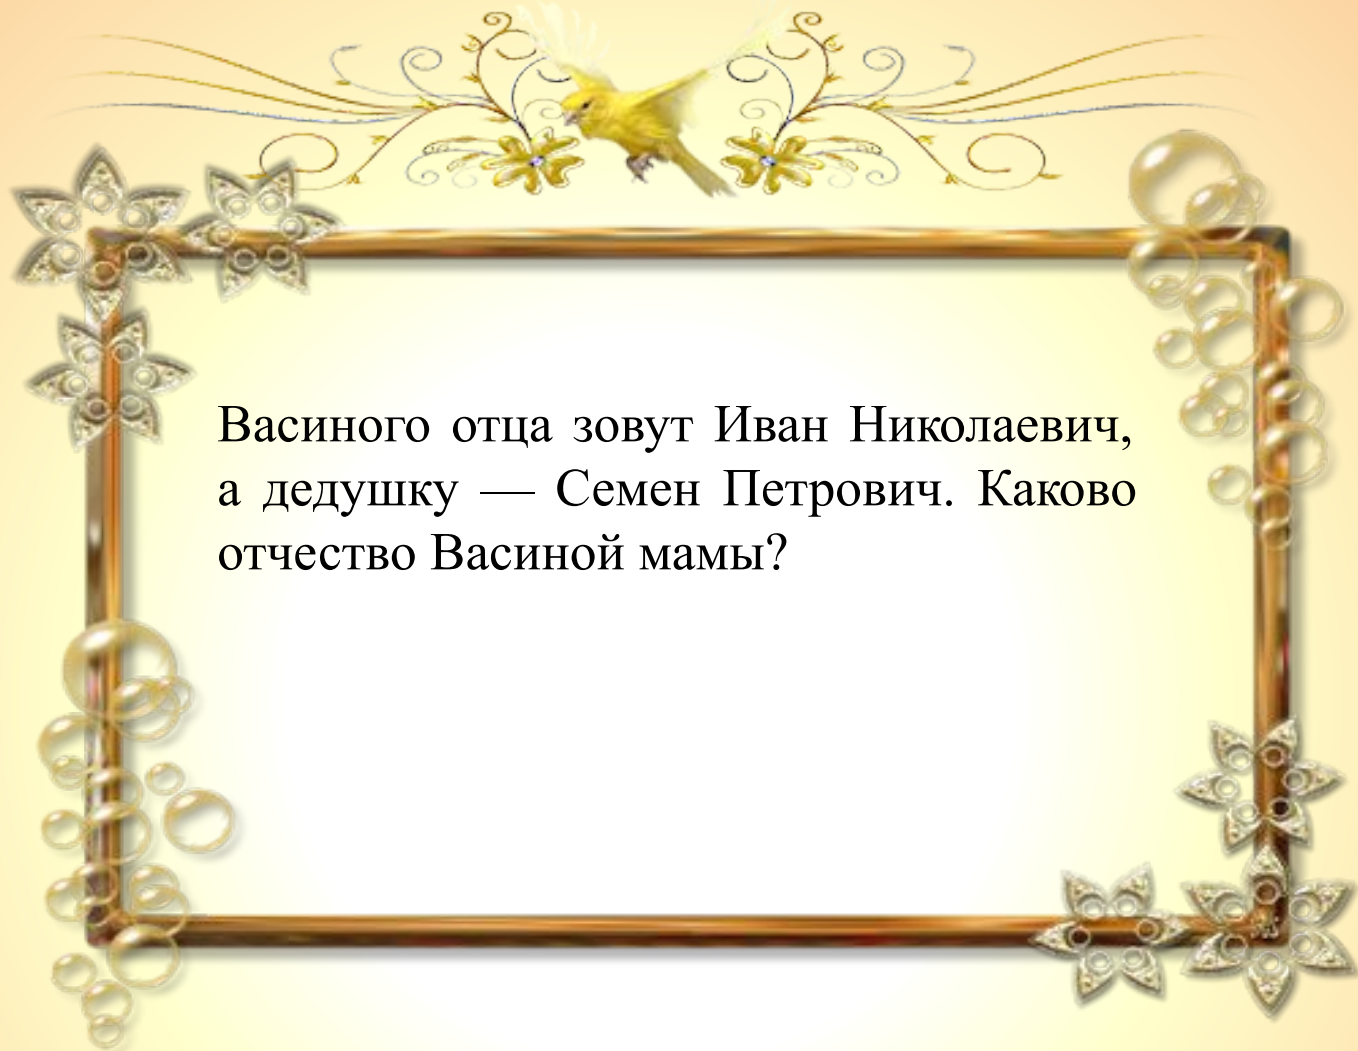 Васиного отца зовут Иван Николаевич,
а дедушку — Семен Петрович. Каково
отчество Васиной мамы?